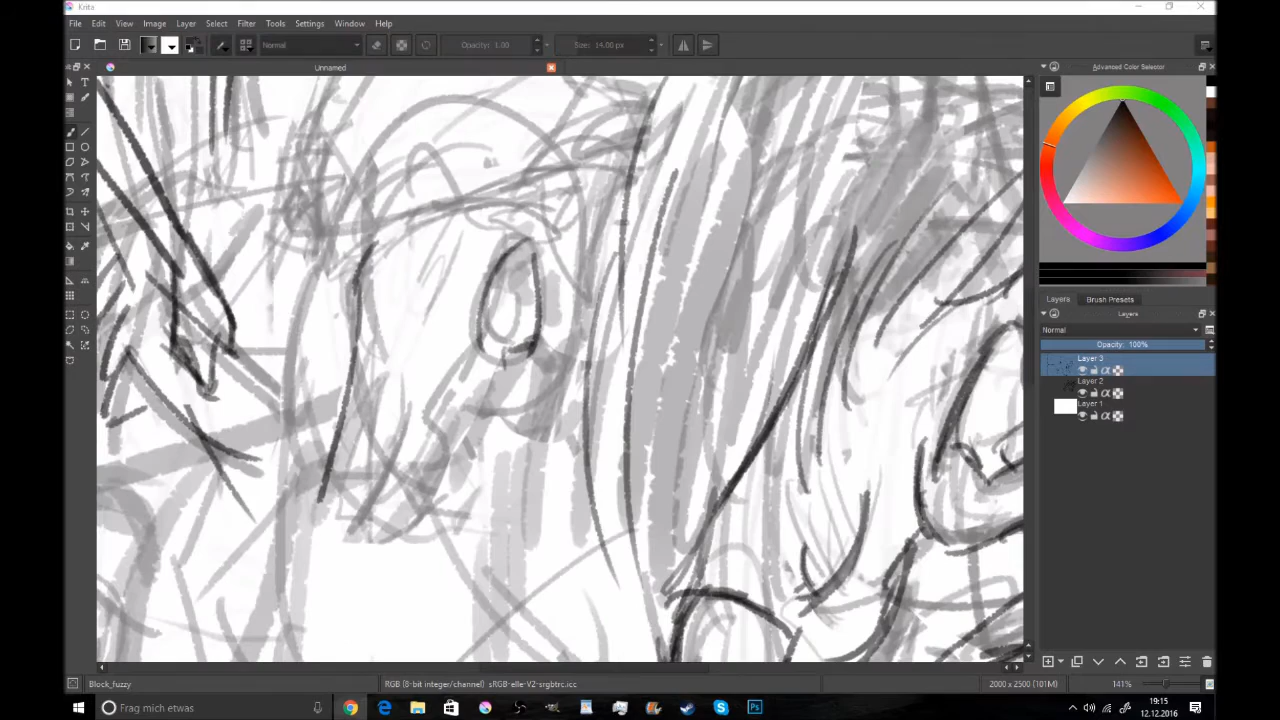 Krita
File Edit View Image Layer Select Filter Tools Settings Window Help
Normal Opacity: 1.00 Size: 14.00 px
Unnamed
Advanced Color Selector
Layers Brush Presets
Layers
Normal
Opacity: 100%
Layer 3
Layer 2
Layer 1
Block_fuzzy RGB (8-bit integer/channel) sRGB-elle-V2-srgbtrc.icc 2000 x 2500 (101M) 141%
Frag mich etwas Ps 19:15
12.12.2016